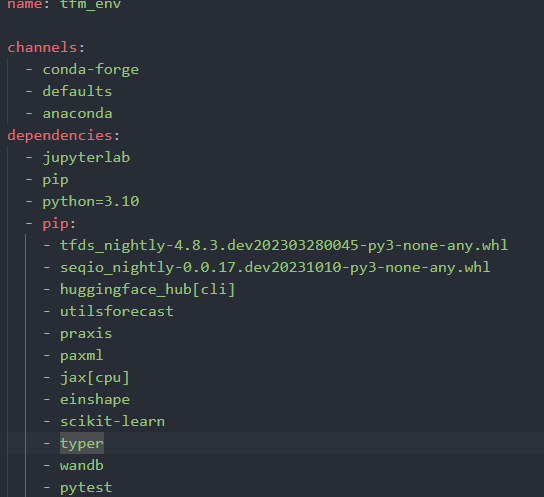 name: tfm_env
channels:
- conda-forge
- defaults
- anaconda
dependencies:
- jupyterlab
- pip
- python=3.10
- pip:
- tfds_nightly-4.8.3.dev202303280045-py3-none-any.whl
- seqio_nightly-0.0.17.dev20231010-py3-none-any.whl
- huggingface_hub[cli]
- utilsforecast
- praxis
- paxml
- jax[cpu]
- einshape
- scikit-learn
- typer
- wandb
- pytest